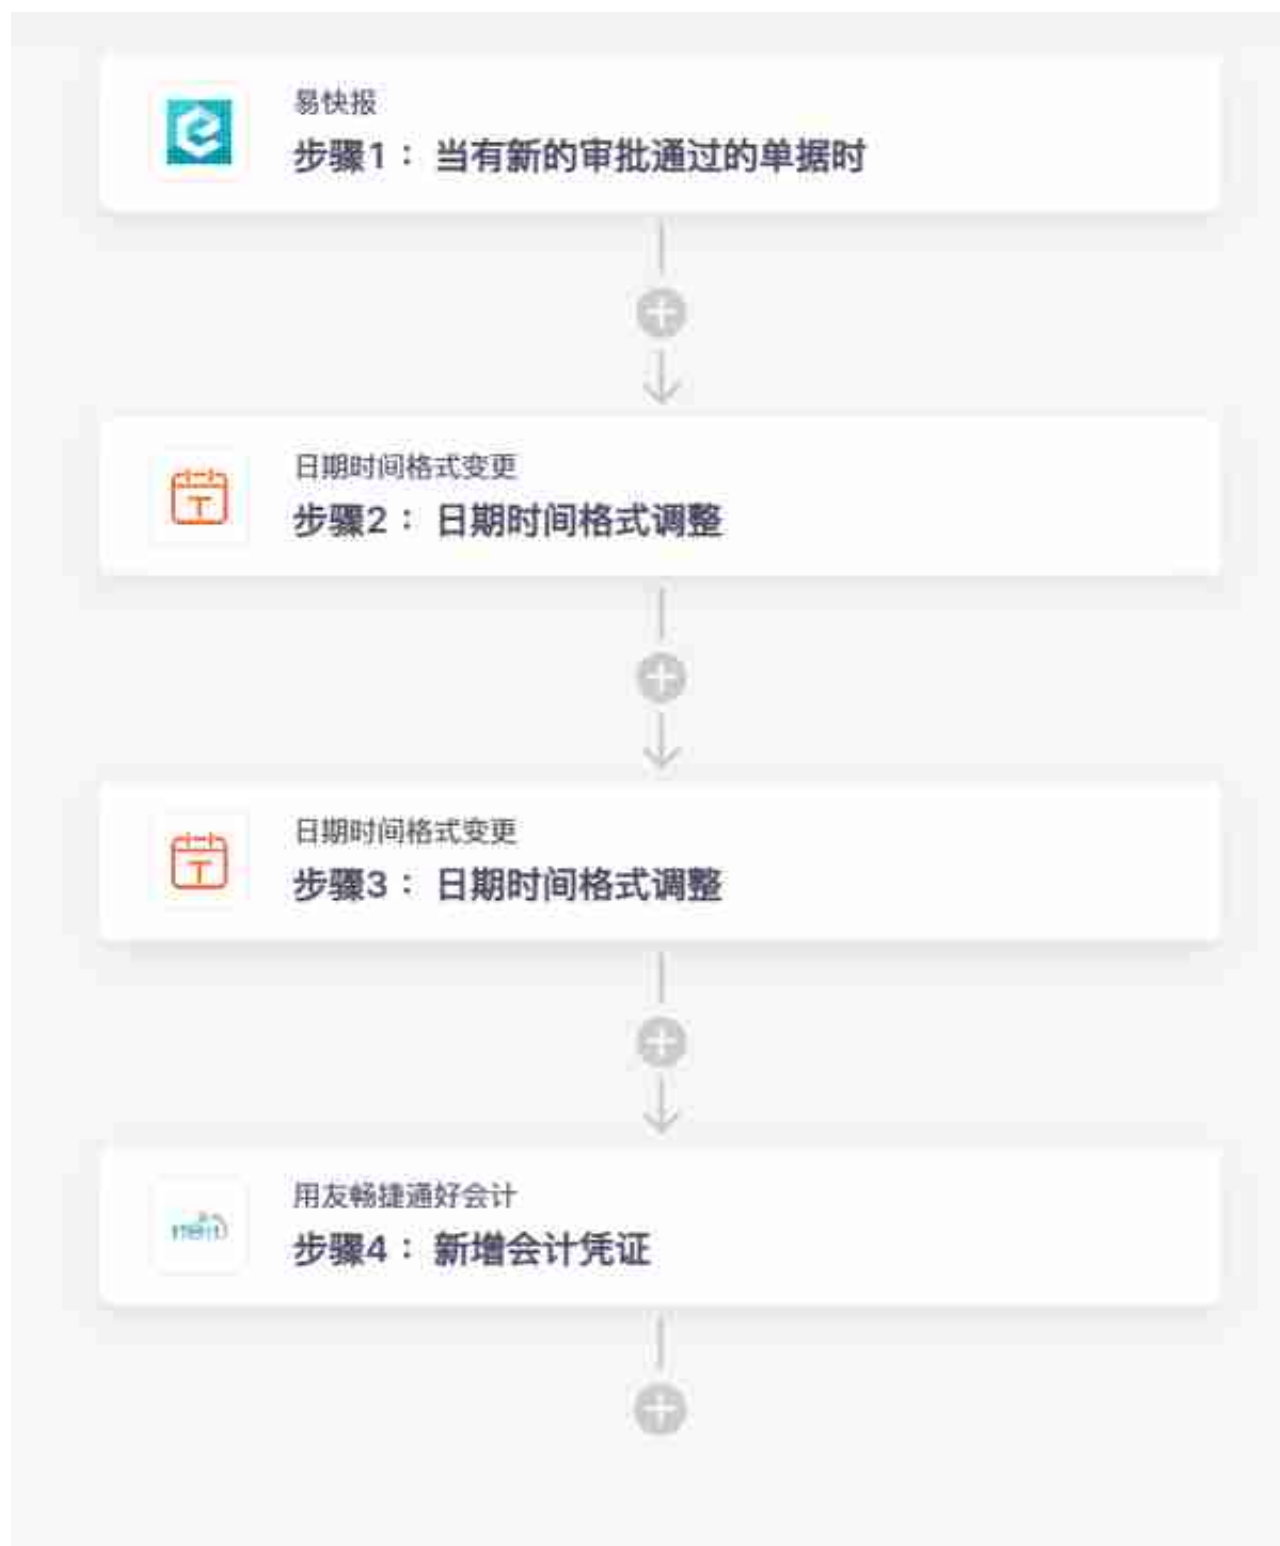 易快报
步骤1： 当有新的审批通过的单据时
日期时间格式变更
步骤2： 日期时间格式调整
日期时间格式变更
步骤3： 日期时间格式调整
用友畅捷通好会计
步骤4： 新增会计凭证